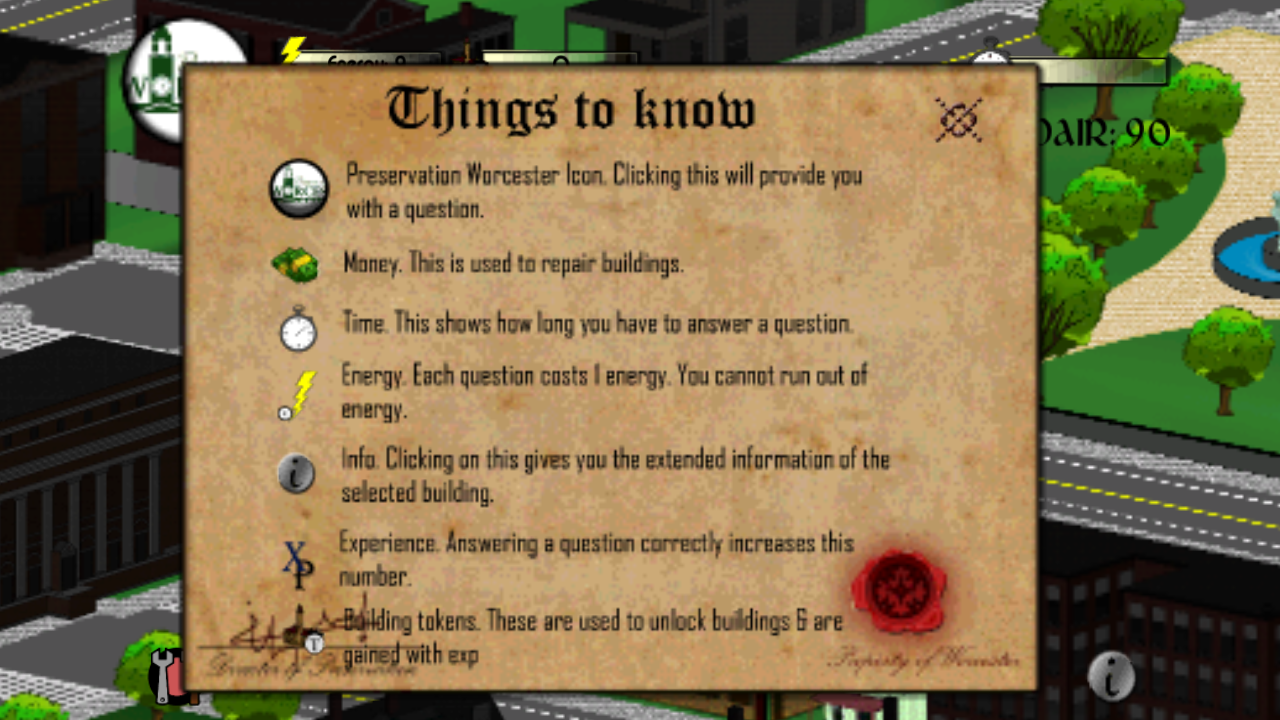 Things to know
DAIR: 90
Preservation Worcester Icon. Clicking this will provide you
with a question.
Money. This is used to repair buildings.
Time. This shows how long you have to answer a question.
Energy. Each question costs 1 energy. You cannot run out of
energy.
Info. Clicking on this gives you the extended information of the
selected building.
Experience. Answering a question correctly increases this
number.
Building tokens. These are used to unlock buildings & are
gained with exp
Property of Worcester